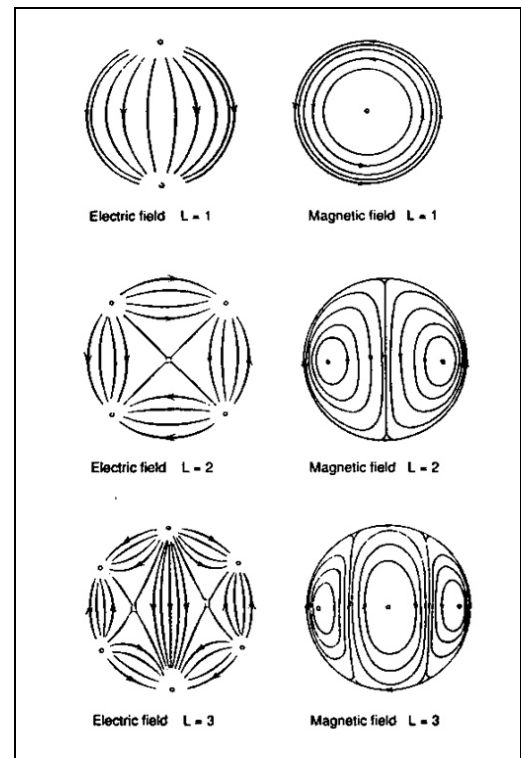 Electric field L = 1
Magnetic field L = 1
Electric field L = 2
Magnetic field L = 2
Electric field L = 3
Magnetic field L = 3